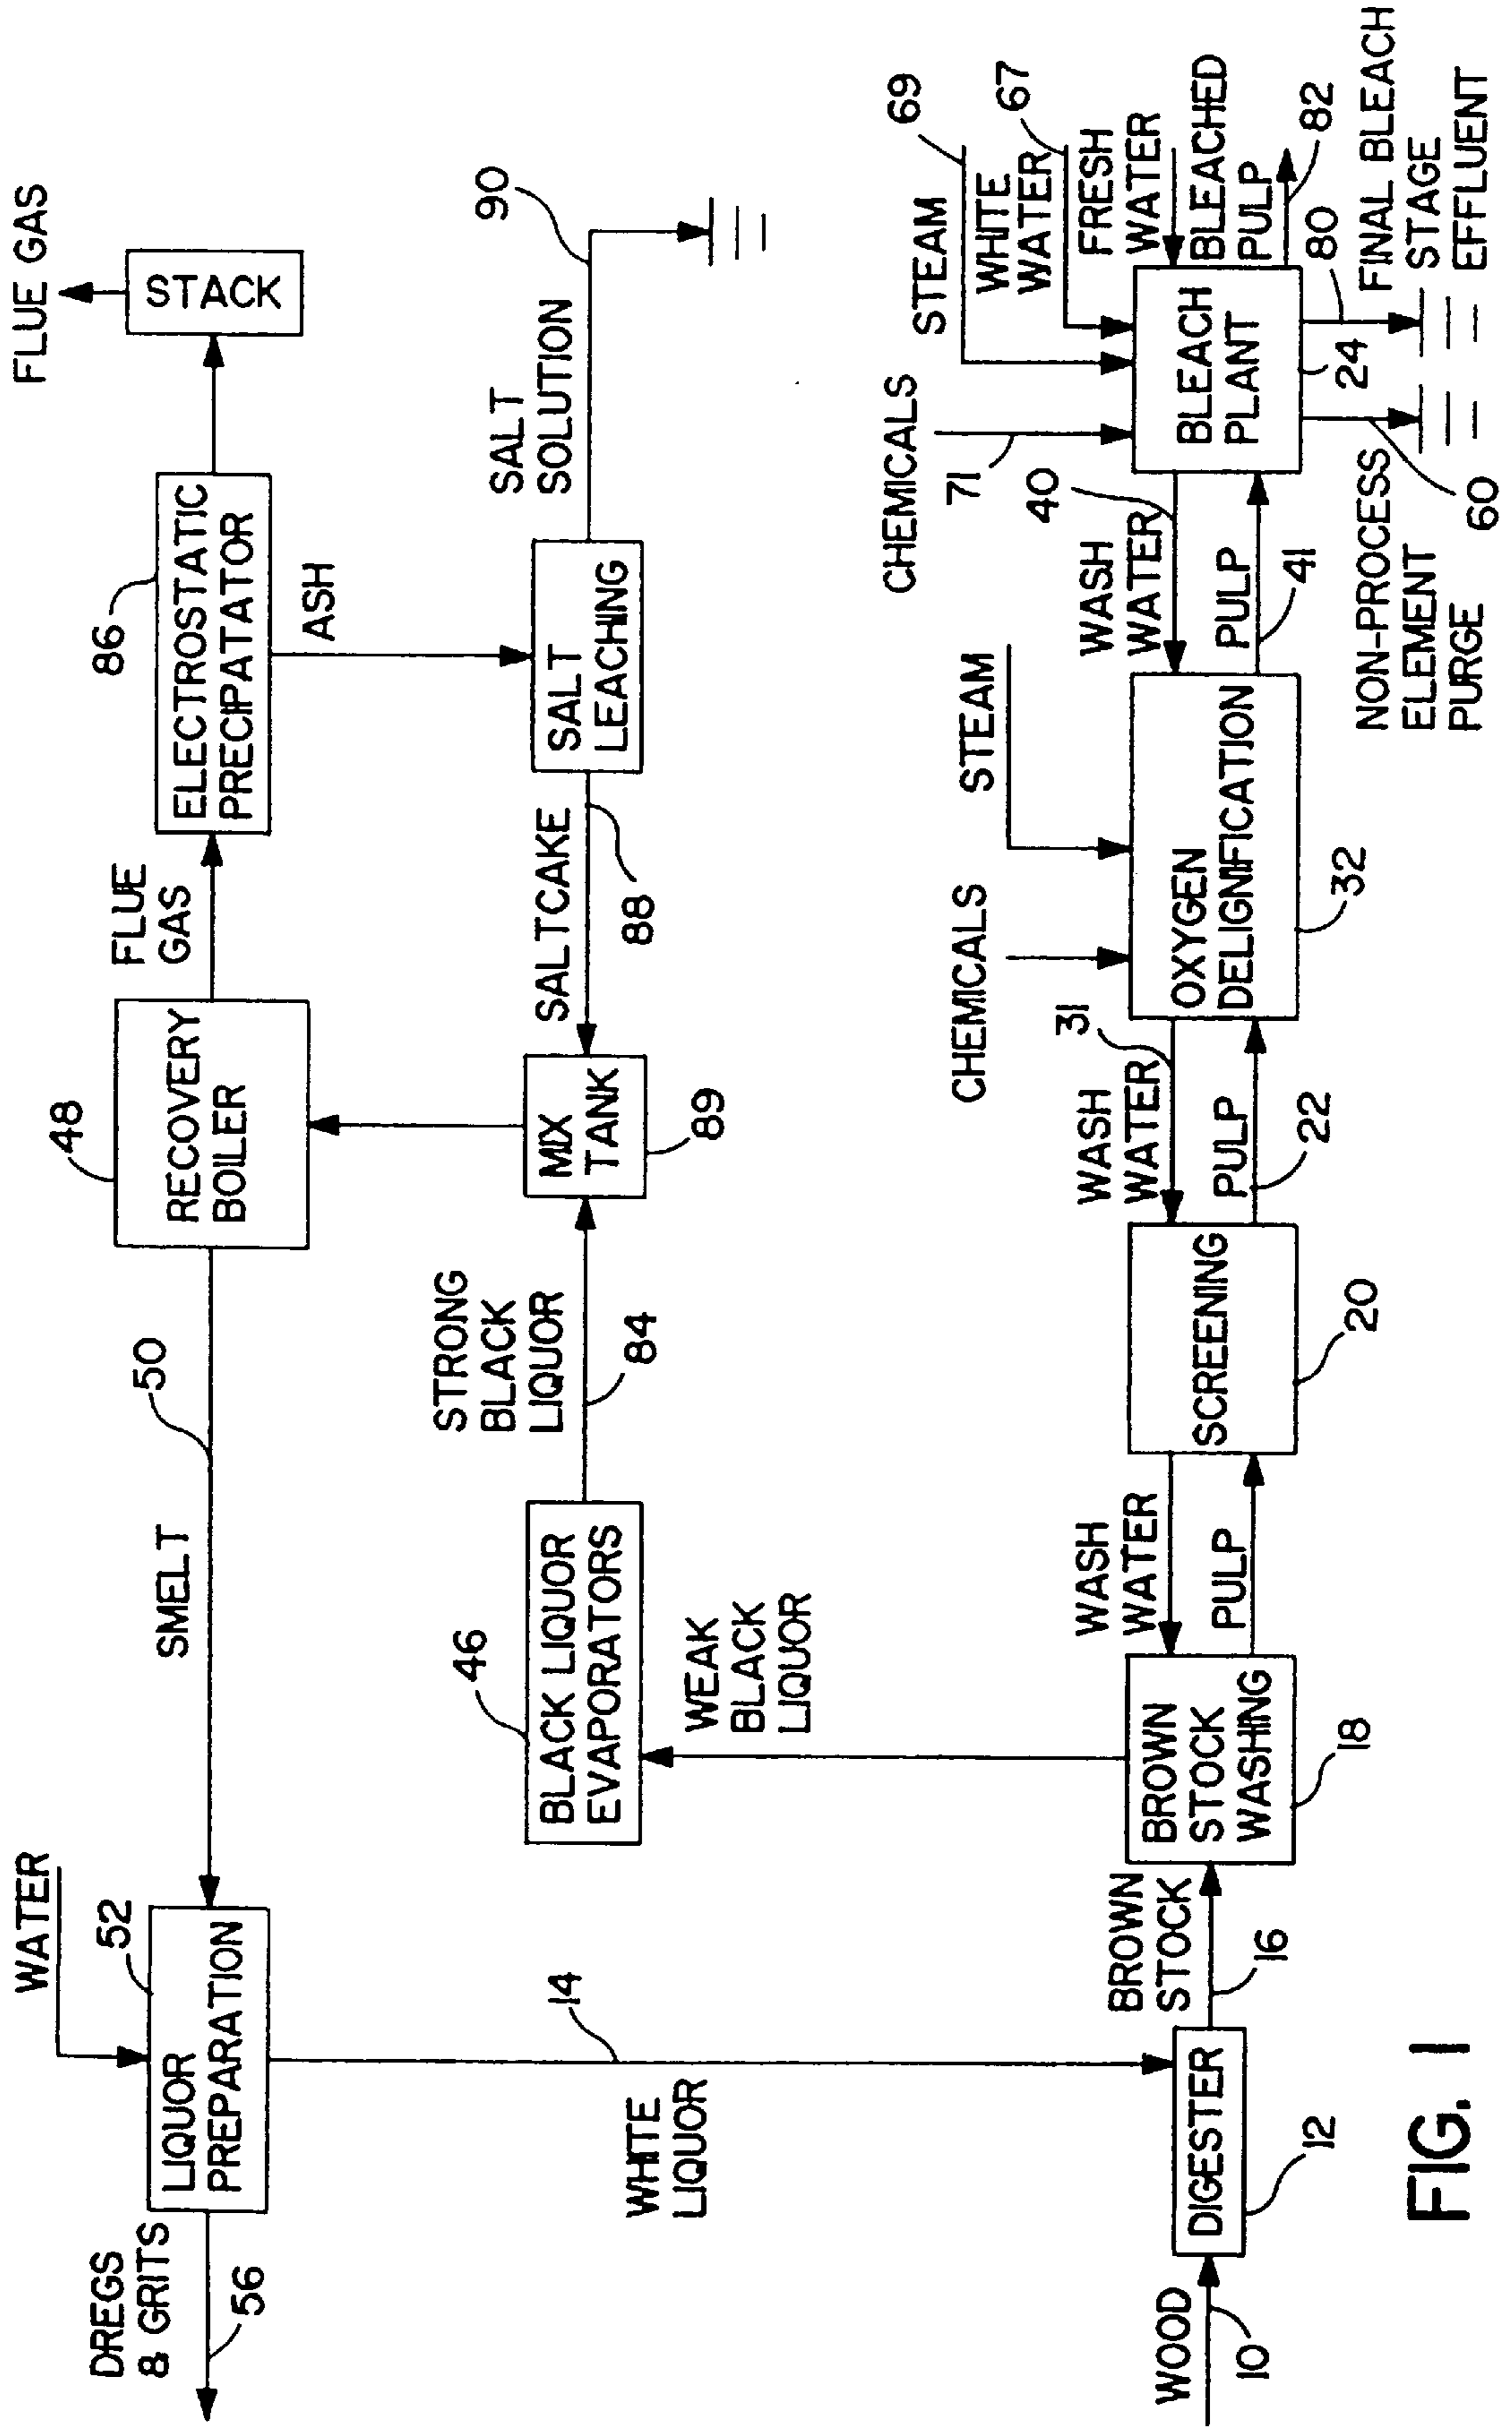 FLUE GAS
STACK
86
ELECTROSTATIC
PRECIPATATOR
FLUE
GAS
48
RECOVERY
BOILER
50
SMELT
WATER
52
LIQUOR
PREPARATION
DREGS
& GRITS
56
ASH
90
SALT
SOLUTION
SALT
LEACHING
SALTCAKE
88
MIX
TANK
89
STRONG
BLACK
LIQUOR
84
46
BLACK LIQUOR
EVAPORATORS
WEAK
BLACK
LIQUOR
14
WHITE
LIQUOR
WOOD
10
DIGESTER
12
BROWN
STOCK
16
BROWN
STOCK
WASHING
18
WASH
WATER
PULP
SCREENING
20
WASH
WATER
31
PULP
22
CHEMICALS
STEAM
OXYGEN
DELIGNIFICATION
32
WASH
WATER
40
PULP
41
CHEMICALS
71
STEAM
69
WHITE
WATER
67
FRESH
WATER
BLEACH
PLANT
24
BLEACHED
PULP
82
80
FINAL BLEACH
STAGE
EFFLUENT
NON-PROCESS
ELEMENT
PURGE
60
FIG. 1